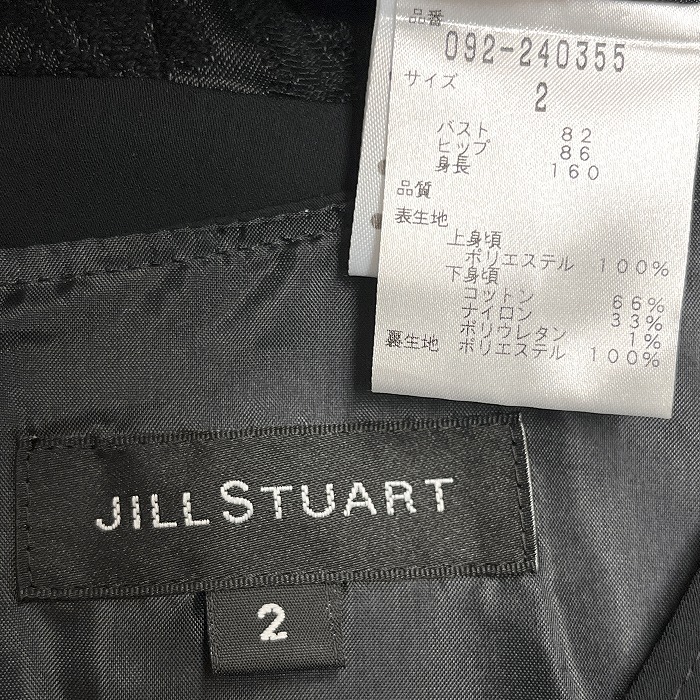 品番
092-240355
サイズ
2
バスト 82
ヒップ 86
身長 160
品質
表生地
上身頃
ポリエステル 100%
下身頃
コットン 66%
ナイロン 33%
ポリウレタン 1%
裏生地 ポリエステル 100%
JILL STUART
2